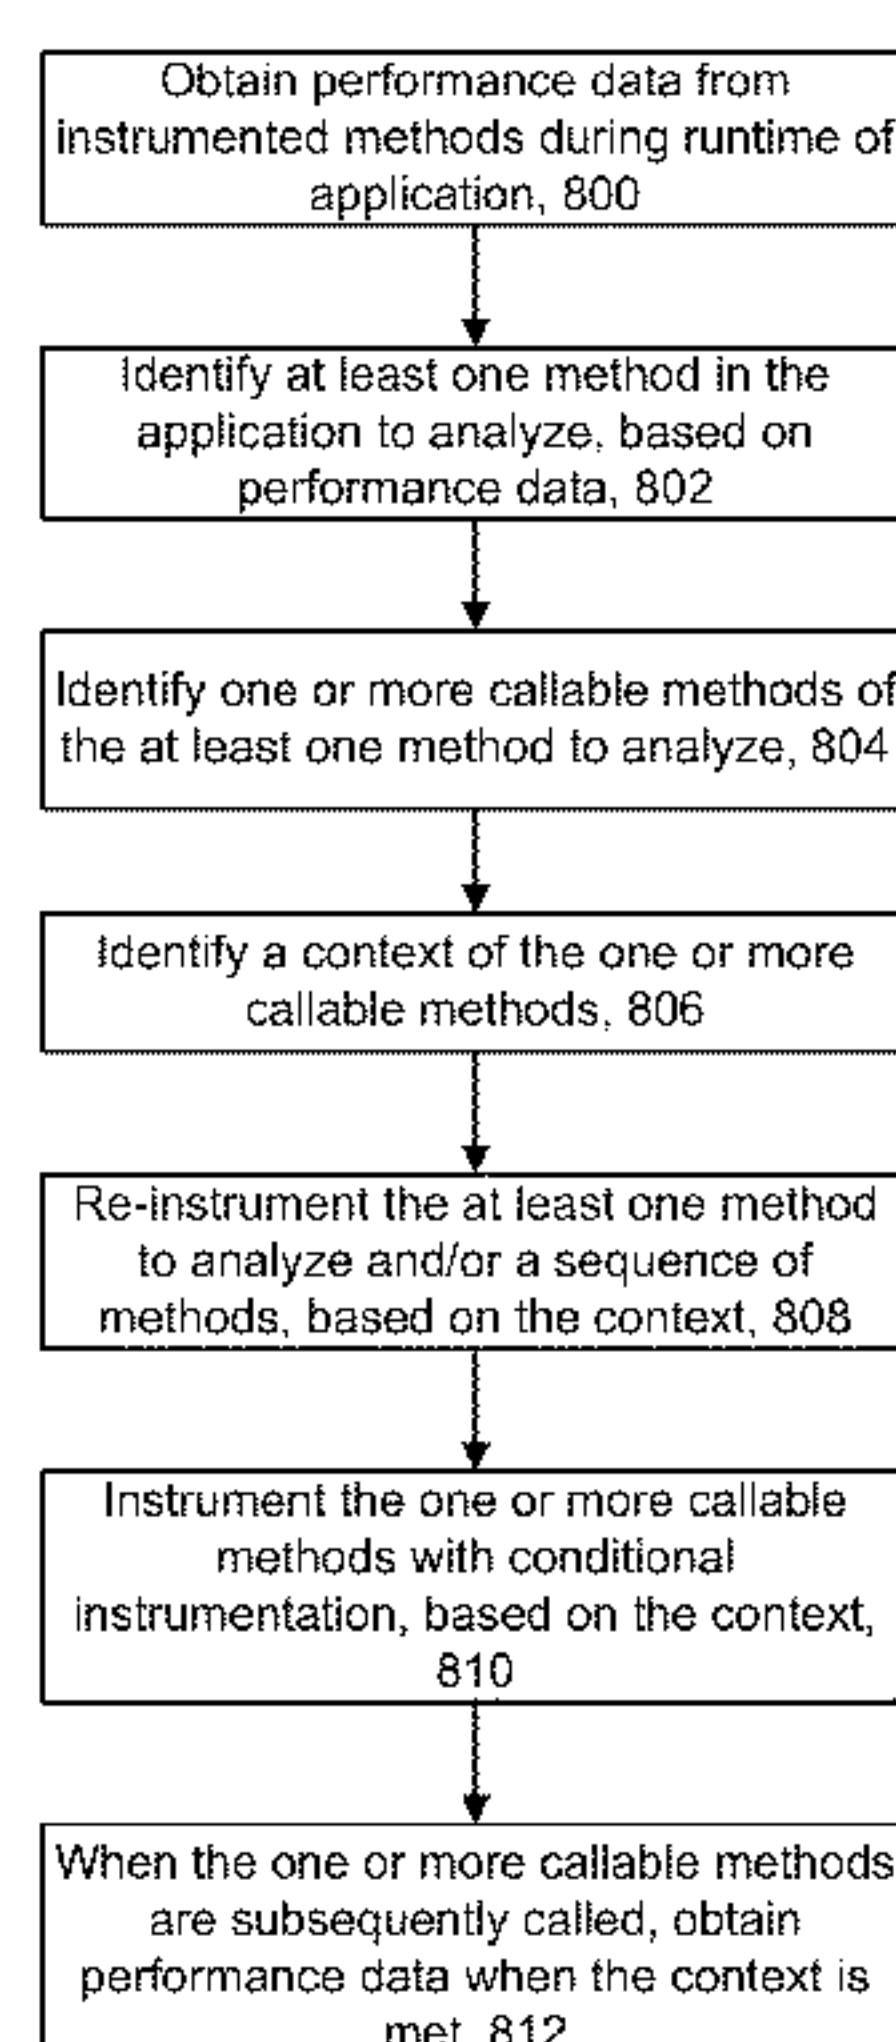 Obtain performance data from
instrumented methods during runtime of
application, 800
Identify at least one method in the
application to analyze, based on
performance data, 802
Identify one or more callable methods of
the at least one method to analyze, 804
Identify a context of the one or more
callable methods, 806
Re-instrument the at least one method
to analyze and/or a sequence of
methods, based on the context, 808
Instrument the one or more callable
methods with conditional
instrumentation, based on the context,
810
When the one or more callable methods
are subsequently called, obtain
performance data when the context is
met, 812